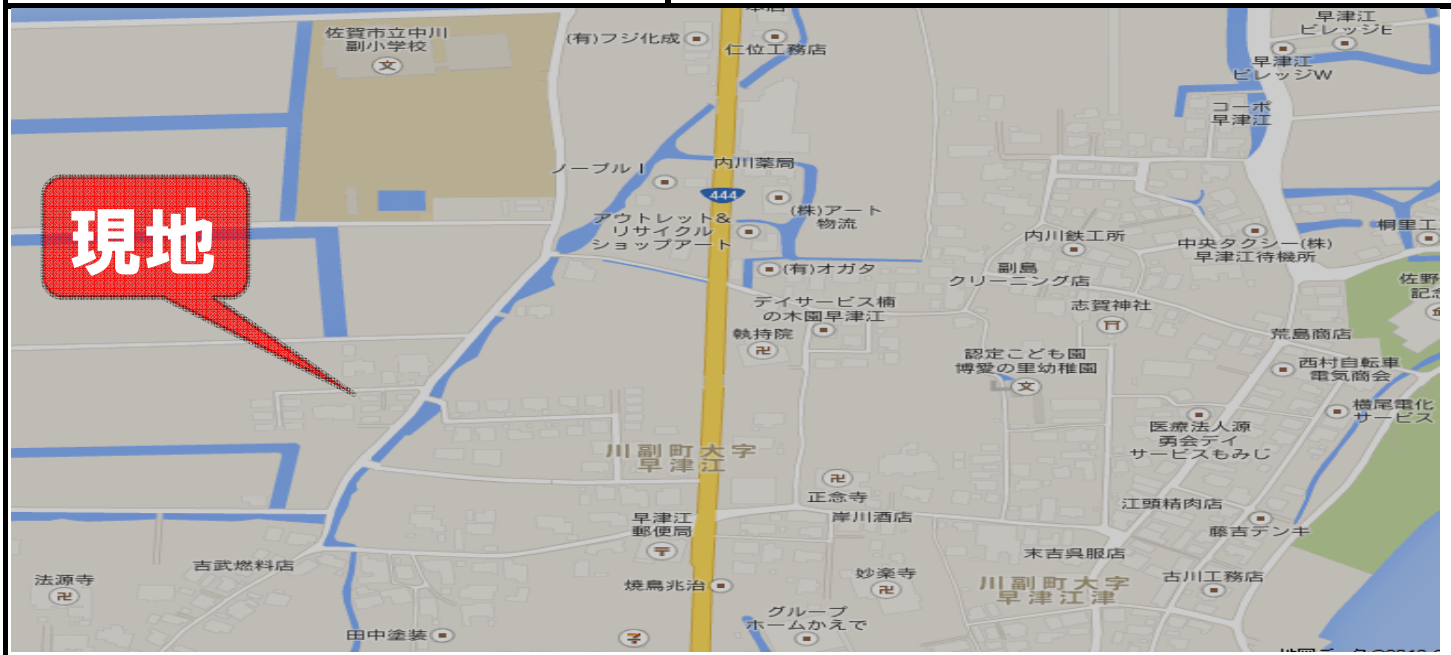 佐賀市立中川
副小学校
(有)フジ化成
本店
仁位工務店
早津江
ビレッジE
早津江
ビレッジW
コーポ
早津江
ノーブルI
内川薬局
444
(株)アート
物流
アウトレット&
リサイクル
ショップアート
現地
(有)オガタ
内川鉄工所
中央タクシー(株)
早津江待機所
桐里工
副島
クリーニング店
佐野
記念
デイサービス楠
の木園早津江
志賀神社
執持院
荒島商店
認定こども園
博愛の里幼稚園
西村自転車
電気商会
横尾電化
サービス
医療法人源
勇会デイ
サービスもみじ
川副町大字
早津江
正念寺
岸川酒店
江頭精肉店
藤吉デンキ
早津江
郵便局
末吉呉服店
吉武燃料店
法源寺
焼鳥兆治
妙楽寺
川副町大字
早津江津
古川工務店
グループ
ホームかえで
田中塗装